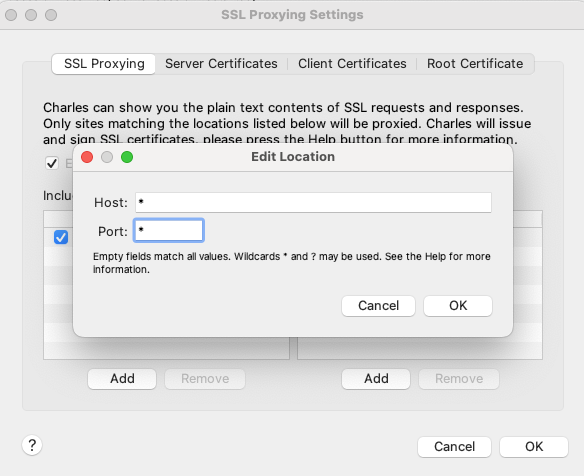 SSL Proxying Settings
SSL Proxying Server Certificates Client Certificates Root Certificate
Charles can show you the plain text contents of SSL requests and responses.
Only sites matching the locations listed below will be proxied. Charles will issue
and sign SSL certificates, please press the Help button for more information.
Edit Location
Host: *
Port: *
Empty fields match all values. Wildcards * and ? may be used. See the Help for more
information.
Cancel OK
Add Remove Add Remove
? Cancel OK